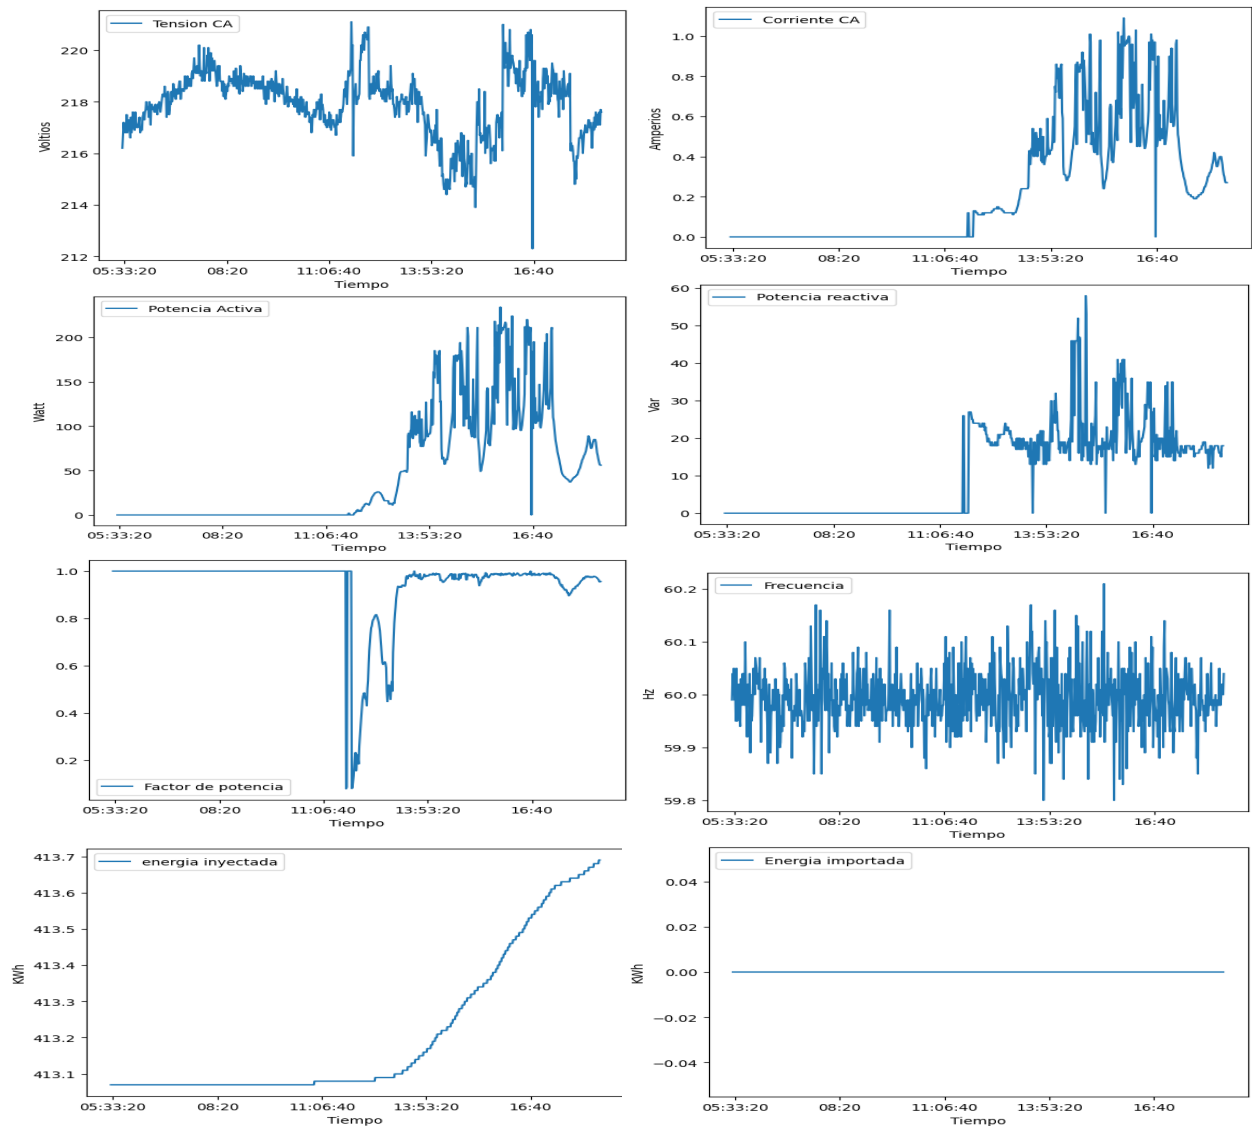 Tension CA
Voltios
220
218
216
214
212
05:33:20 08:20 11:06:40 13:53:20 16:40
Tiempo
Corriente CA
Amperios
1.0
0.8
0.6
0.4
0.2
0.0
05:33:20 08:20 11:06:40 13:53:20 16:40
Tiempo
Potencia Activa
Watt
200
150
100
50
0
05:33:20 08:20 11:06:40 13:53:20 16:40
Tiempo
Potencia reactiva
Var
60
50
40
30
20
10
0
05:33:20 08:20 11:06:40 13:53:20 16:40
Tiempo
1.0
0.8
0.6
0.4
0.2
Factor de potencia
05:33:20 08:20 11:06:40 13:53:20 16:40
Tiempo
Frecuencia
Hz
60.2
60.1
60.0
59.9
59.8
05:33:20 08:20 11:06:40 13:53:20 16:40
Tiempo
energia inyectada
KWh
413.7
413.6
413.5
413.4
413.3
413.2
413.1
05:33:20 08:20 11:06:40 13:53:20 16:40
Tiempo
Energia importada
KWh
0.04
0.02
0.00
−0.02
−0.04
05:33:20 08:20 11:06:40 13:53:20 16:40
Tiempo